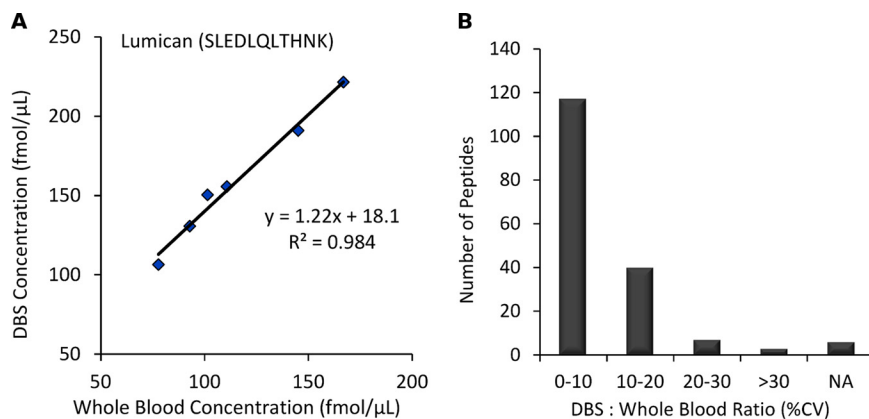 A
Lumican (SLEDLQLTHNK)
DBS Concentration (fmol/µL)
250
200
150
100
50
y = 1.22x + 18.1
R² = 0.984
50 100 150 200
Whole Blood Concentration (fmol/µL)
B
Number of Peptides
140
120
100
80
60
40
20
0
0-10 10-20 20-30 >30 NA
DBS : Whole Blood Ratio (%CV)